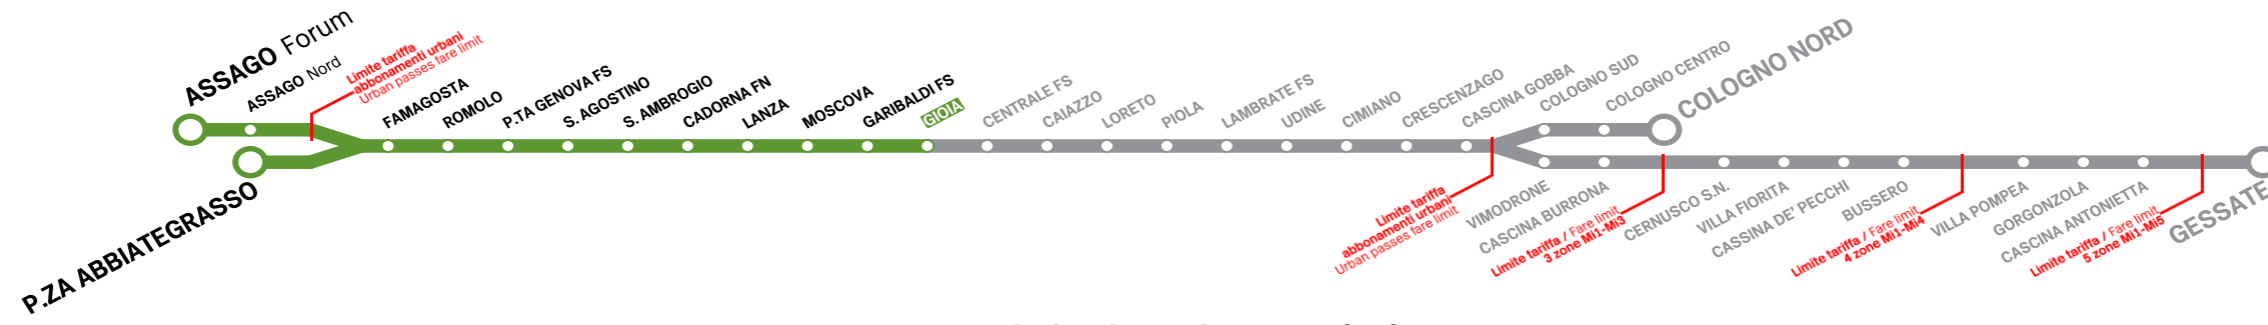 ASSAGO Forum
ASSAGO Nord
Limite tariffa
abbonamenti urbani
Urban passes fare limit
P.ZA ABBIATEGRASSO
FAMAGOSTA
ROMOLO
P.TA GENOVA FS
S. AGOSTINO
S. AMBROGIO
CADORNA FN
LANZA
MOSCOVA
GARIBALDI FS
GIOIA
CENTRALE FS
CAIAZZO
LORETO
PIOLA
LAMBRATE FS
UDINE
CIMIANO
CRESCENZAGO
CASCINA GOBBA
COLOGNO SUD
COLOGNO CENTRO
COLOGNO NORD
Limite tariffa
abbonamenti urbani
Urban passes fare limit
VIMODRONE
CASCINA BURRONA
Limite tariffa / Fare limit
3 zone Mi1-Mi3
CERNUSCO S.N.
VILLA FIORITA
CASSINA DE' PECCHI
BUSSERO
Limite tariffa / Fare limit
4 zone Mi1-Mi4
VILLA POMPEA
GORGONZOLA
CASCINA ANTONIETTA
Limite tariffa / Fare limit
5 zone Mi1-Mi5
GESSATE